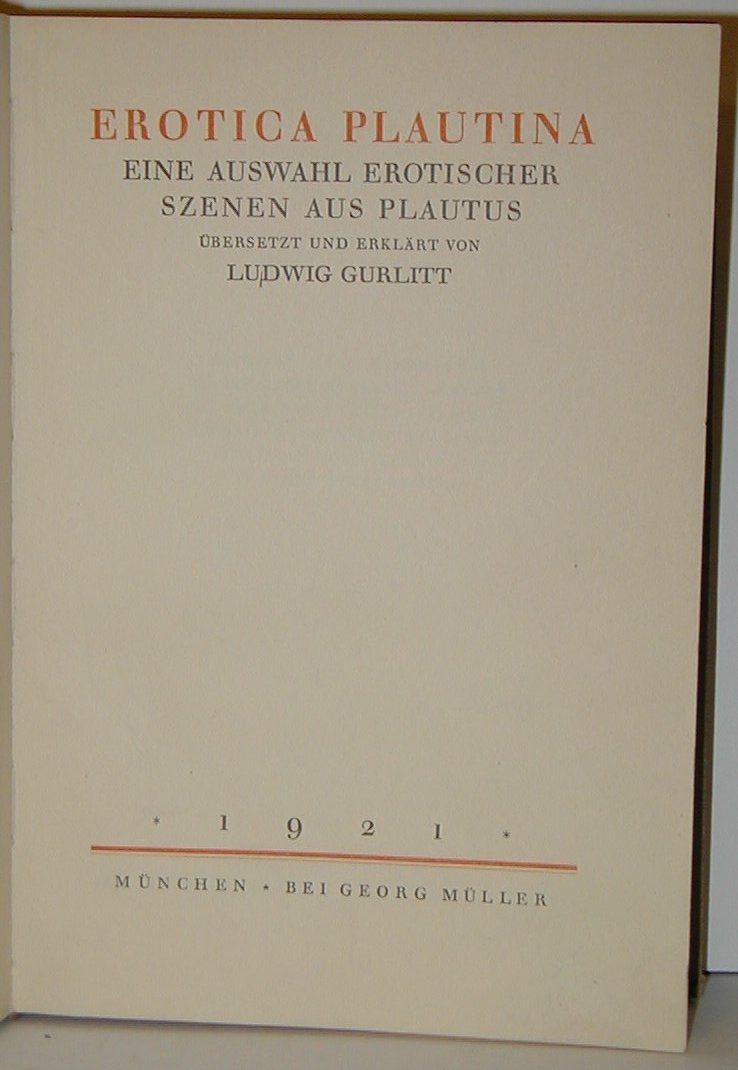 EROTICA PLAUTINA
EINE AUSWAHL EROTISCHER
SZENEN AUS PLAUTUS
ÜBERSETZT UND ERKLÄRT VON
LUDWIG GURLITT
* 1 9 2 1 *
MÜNCHEN * BEI GEORG MÜLLER